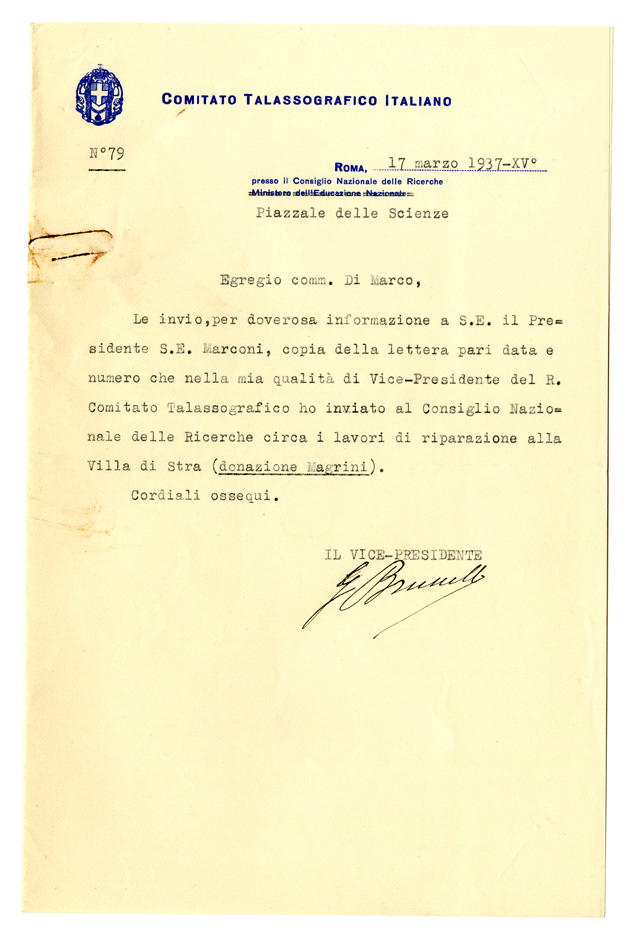 COMITATO TALASSOGRAFICO ITALIANO
N°79
ROMA, 17 marzo 1937-XV°
presso il Consiglio Nazionale delle Ricerche
Ministero dell'Educazione Nazionale
Piazzale delle Scienze
Egregio comm. Di Marco,
Le invio,per doverosa informazione a S.E. il Pre=
sidente S.E. Marconi, copia della lettera pari data e
numero che nella mia qualità di Vice-Presidente del R.
Comitato Talassografico ho inviato al Consiglio Nazio=
nale delle Ricerche circa i lavori di riparazione alla
Villa di Stra (donazione Magrini).
Cordiali ossequi.
IL VICE-PRESIDENTE
G Brunelli